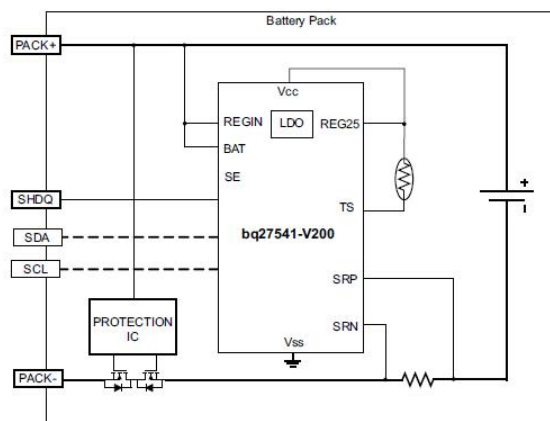 Battery Pack
PACK+
Vcc
REGIN
LDO
REG25
BAT
SE
+
SHDQ
TS
-
SDA
bq27541-V200
SCL
SRP
PROTECTION
IC
SRN
Vss
PACK-